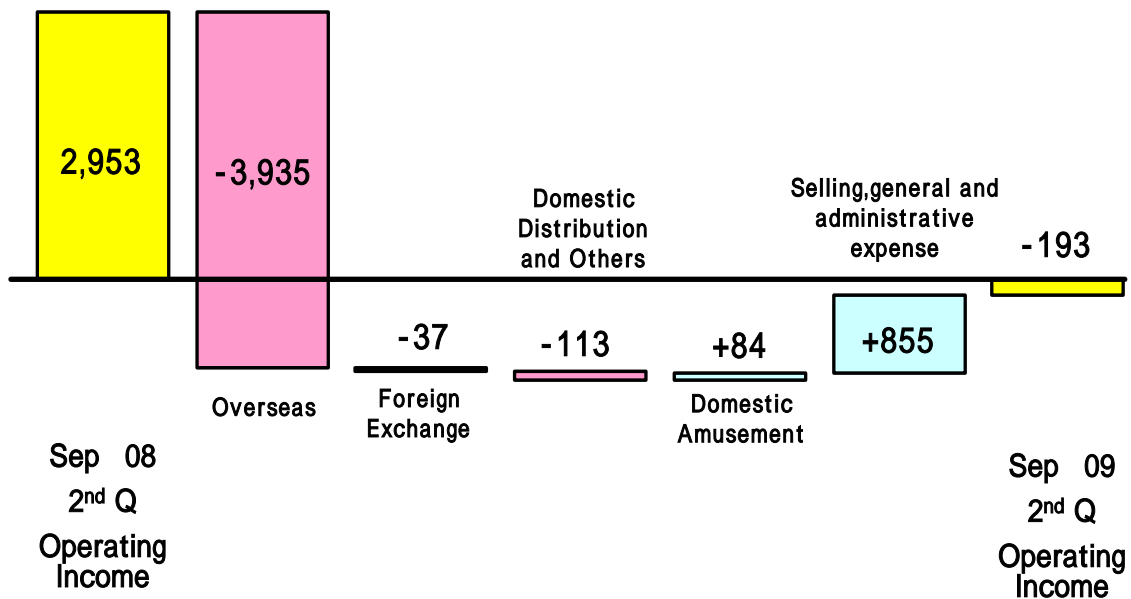 2,953
-3,935
Overseas
-37
Foreign
Exchange
Domestic
Distribution
and Others
-113
+84
Domestic
Amusement
Selling,general and
administrative
expense
+855
-193
Sep 08
2nd Q
Operating
Income
Sep 09
2nd Q
Operating
Income